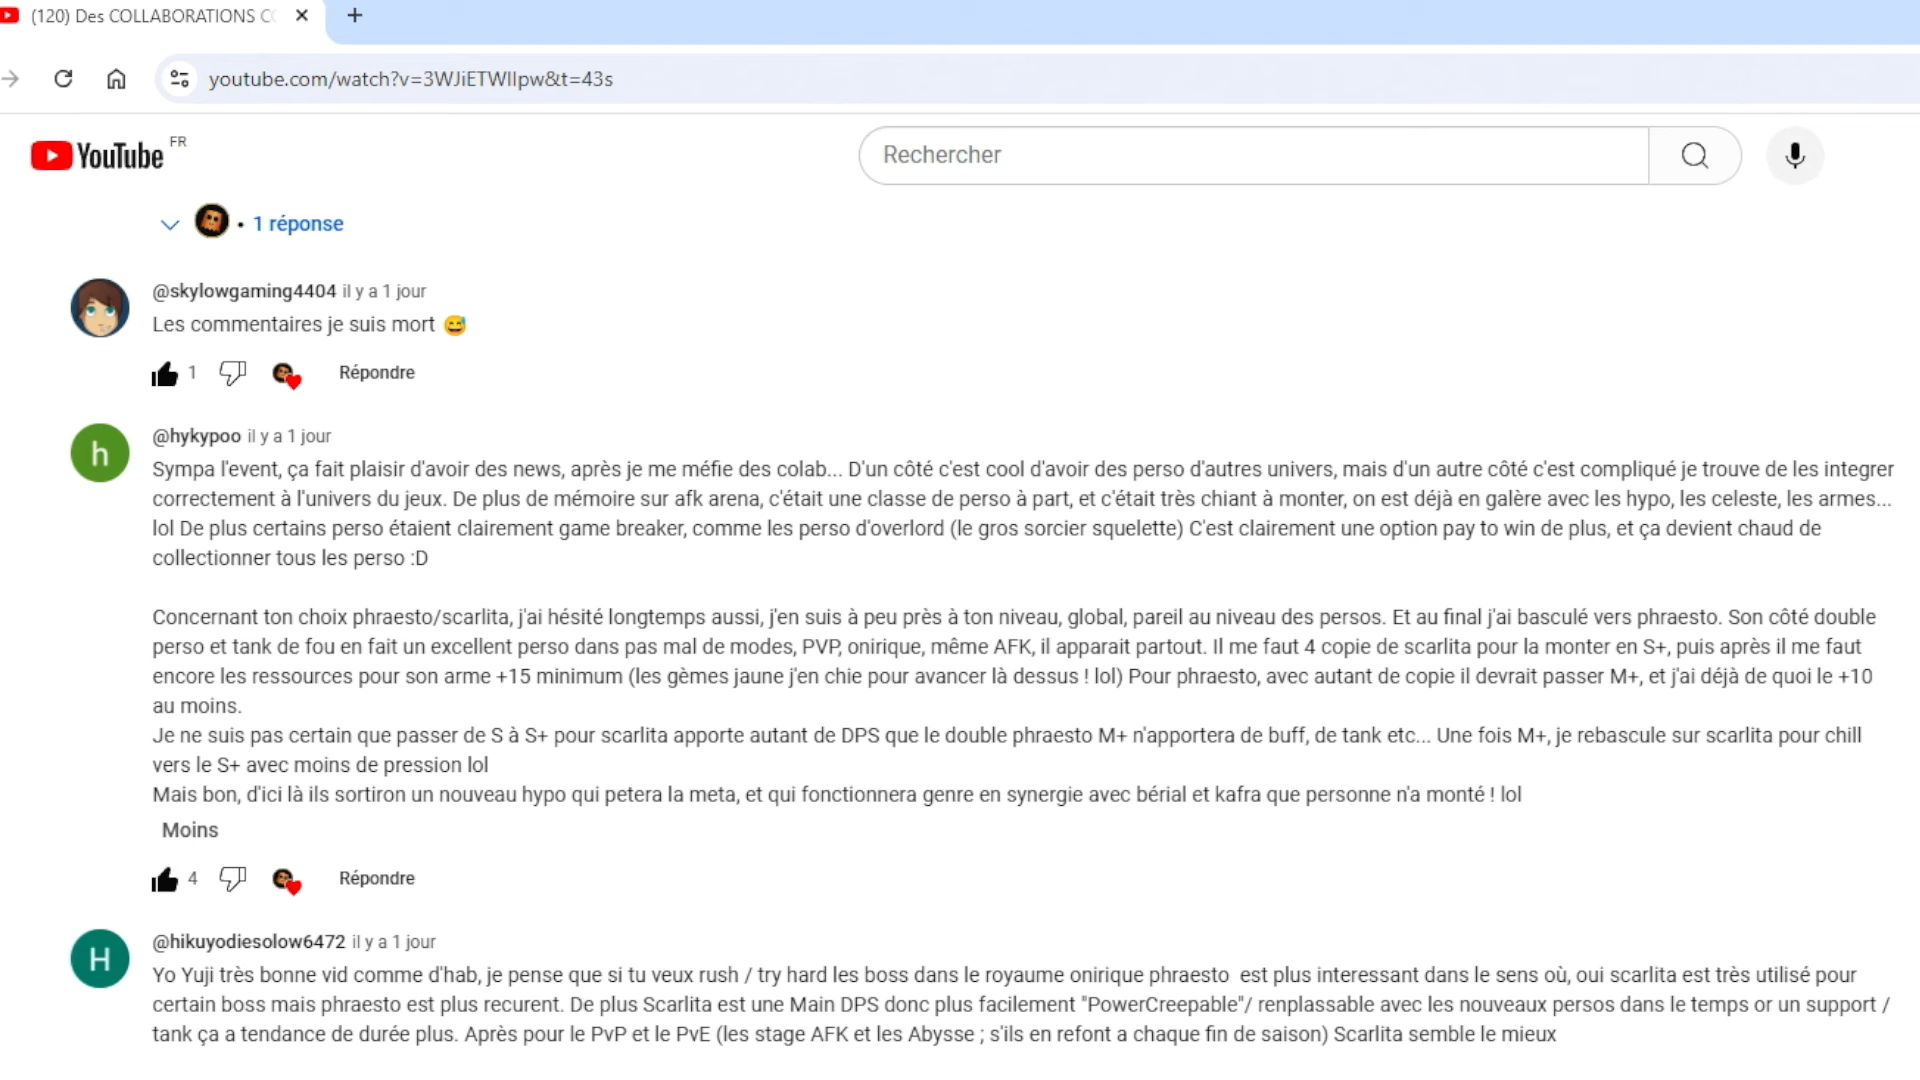 (120) Des COLLABORATIONS CO
youtube.com/watch?v=3WJiETWlIpw&t=43s
YouTube FR
Rechercher
• 1 réponse
@skylowgaming4404 il y a 1 jour
Les commentaires je suis mort 😅
1 Répondre
h
@hykypoo il y a 1 jour
Sympa l'event, ça fait plaisir d'avoir des news, après je me méfie des colab... D'un côté c'est cool d'avoir des perso d'autres univers, mais d'un autre côté c'est compliqué je trouve de les integrer
correctement à l'univers du jeux. De plus de mémoire sur afk arena, c'était une classe de perso à part, et c'était très chiant à monter, on est déjà en galère avec les hypo, les celeste, les armes...
lol De plus certains perso étaient clairement game breaker, comme les perso d'overlord (le gros sorcier squelette) C'est clairement une option pay to win de plus, et ça devient chaud de
collectionner tous les perso :D
Concernant ton choix phraesto/scarlita, j'ai hésité longtemps aussi, j'en suis à peu près à ton niveau, global, pareil au niveau des persos. Et au final j'ai basculé vers phraesto. Son côté double
perso et tank de fou en fait un excellent perso dans pas mal de modes, PVP, onirique, même AFK, il apparait partout. Il me faut 4 copie de scarlita pour la monter en S+, puis après il me faut
encore les ressources pour son arme +15 minimum (les gèmes jaune j'en chie pour avancer là dessus ! lol) Pour phraesto, avec autant de copie il devrait passer M+, et j'ai déjà de quoi le +10
au moins.
Je ne suis pas certain que passer de S à S+ pour scarlita apporte autant de DPS que le double phraesto M+ n'apportera de buff, de tank etc... Une fois M+, je rebascule sur scarlita pour chill
vers le S+ avec moins de pression lol
Mais bon, d'ici là ils sortiron un nouveau hypo qui petera la meta, et qui fonctionnera genre en synergie avec bérial et kafra que personne n'a monté ! lol
Moins
4 Répondre
H
@hikuyodiesolow6472 il y a 1 jour
Yo Yuji très bonne vid comme d'hab, je pense que si tu veux rush / try hard les boss dans le royaume onirique phraesto  est plus interessant dans le sens où, oui scarlita est très utilisé pour
certain boss mais phraesto est plus recurent. De plus Scarlita est une Main DPS donc plus facilement "PowerCreepable"/ renplassable avec les nouveaux persos dans le temps or un support /
tank ça a tendance de durée plus. Après pour le PvP et le PvE (les stage AFK et les Abysse ; s'ils en refont a chaque fin de saison) Scarlita semble le mieux